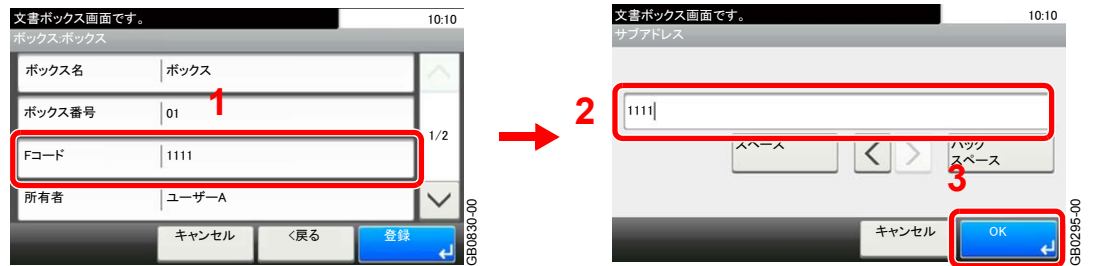 文書ボックス画面です。
10:10
ボックス:ボックス
ボックス名
ボックス
1
ボックス番号
01
1/2
Fコード
1111
所有者
ユーザーA
キャンセル
<戻る
登録
GB0830-00
文書ボックス画面です。
10:10
サブアドレス
2
1111
スペース
<
>
バック
スペース
3
キャンセル
OK
GB0295-00